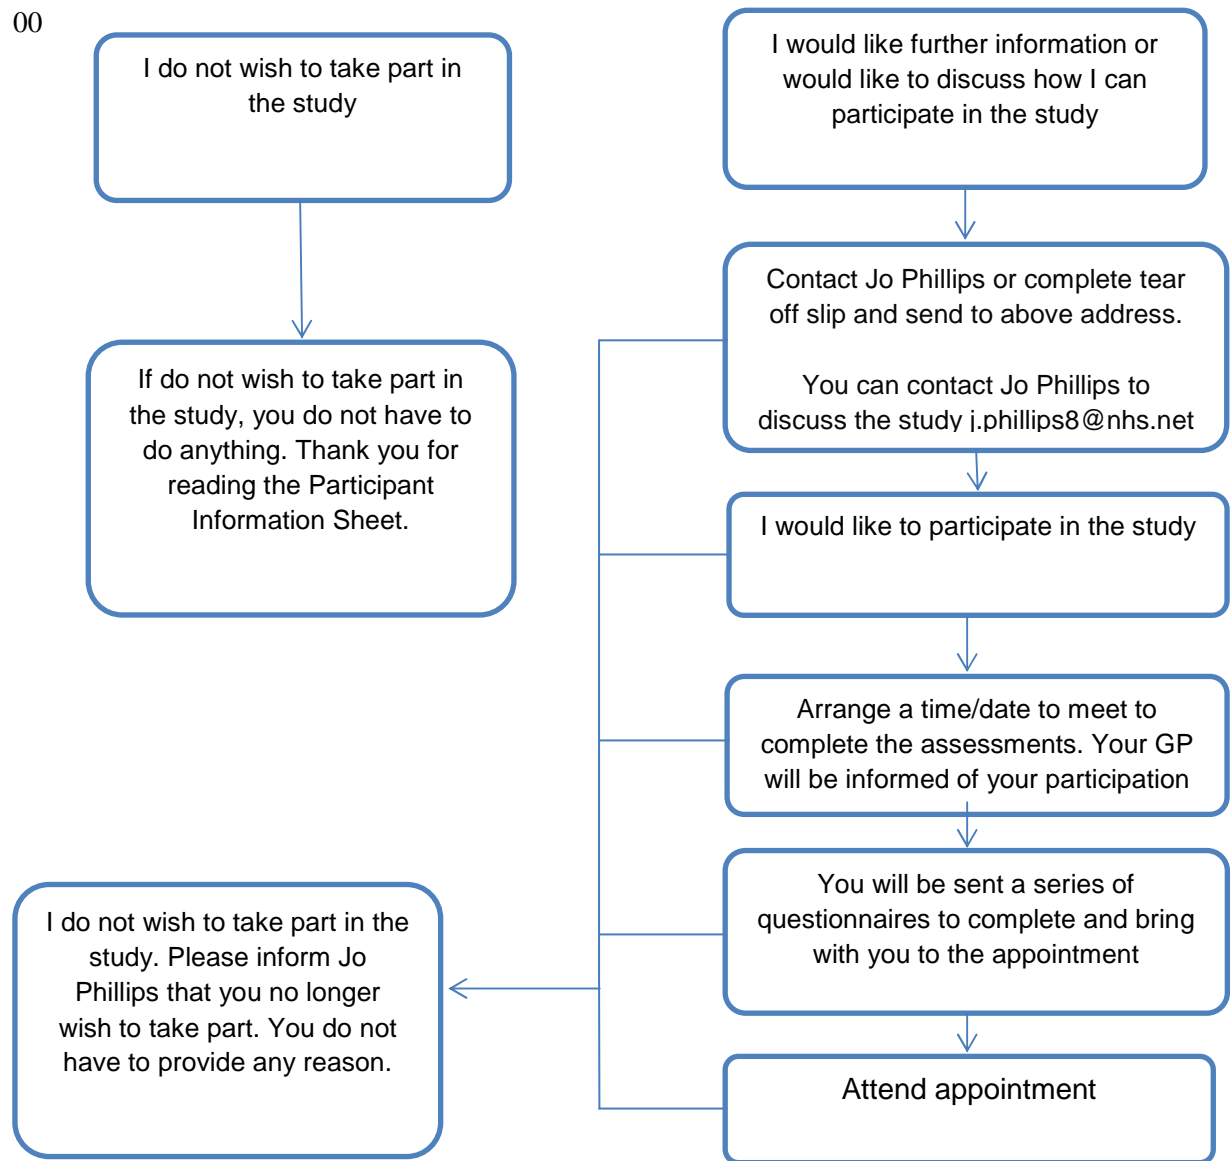 00
I do not wish to take part in
the study
If do not wish to take part in
the study, you do not have to
do anything. Thank you for
reading the Participant
Information Sheet.
I would like further information or
would like to discuss how I can
participate in the study
Contact Jo Phillips or complete tear
off slip and send to above address.
You can contact Jo Phillips to
discuss the study j.phillips8@nhs.net
I would like to participate in the study
Arrange a time/date to meet to
complete the assessments. Your GP
will be informed of your participation
You will be sent a series of
questionnaires to complete and bring
with you to the appointment
Attend appointment
I do not wish to take part in the
study. Please inform Jo
Phillips that you no longer
wish to take part. You do not
have to provide any reason.